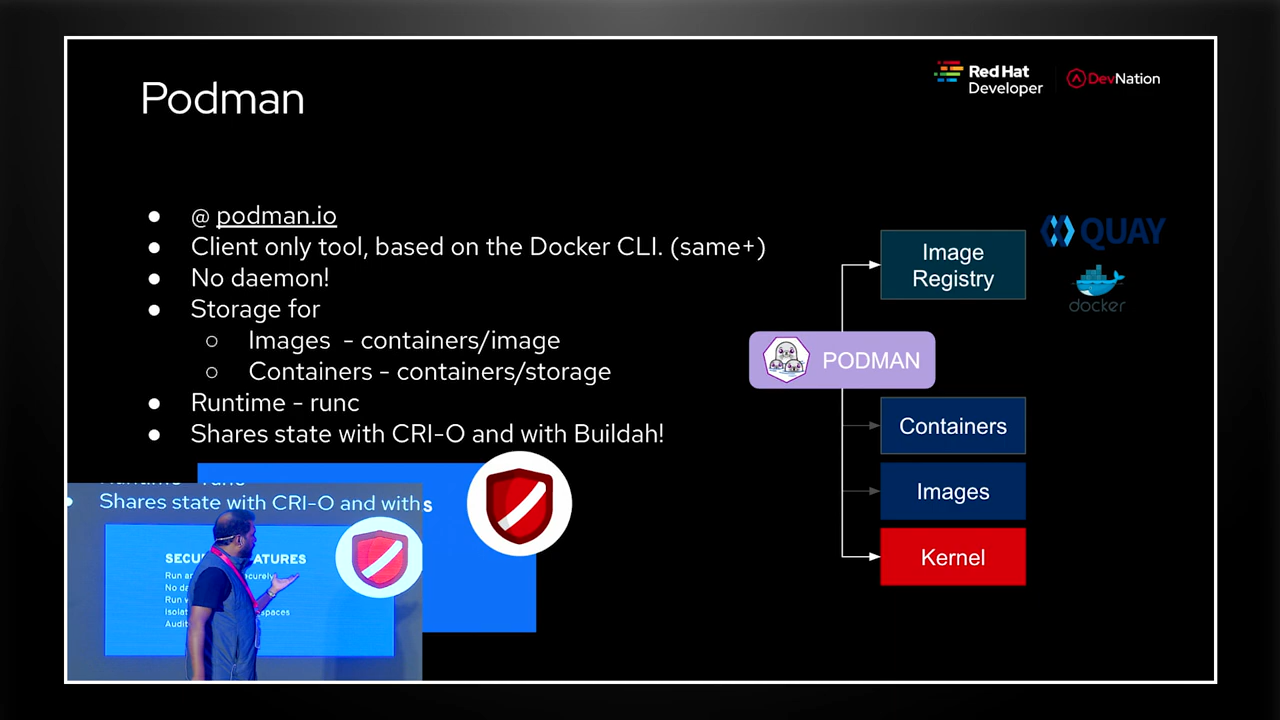 Podman
Red Hat
Developer
DevNation
@ podman.io
Client only tool, based on the Docker CLI. (same+)
No daemon!
Storage for
Images - containers/image
Containers - containers/storage
Runtime - runc
Shares state with CRI-O and with Buildah!
Image
Registry
QUAY
docker
PODMAN
Containers
Images
Kernel
Shares state with CRI-O and with